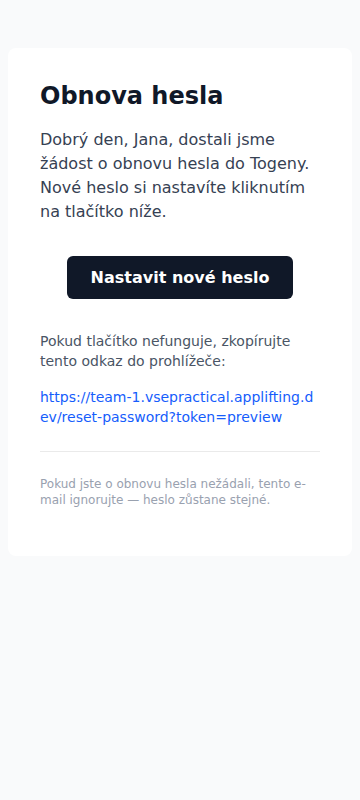 Obnova hesla
Dobrý den, Jana, dostali jsme
žádost o obnovu hesla do Togeny.
Nové heslo si nastavíte kliknutím
na tlačítko níže.
Nastavit nové heslo
Pokud tlačítko nefunguje, zkopírujte
tento odkaz do prohlížeče:
https://team-1.vsepractical.applifting.d
ev/reset-password?token=preview
Pokud jste o obnovu hesla nežádali, tento e-
mail ignorujte — heslo zůstane stejné.